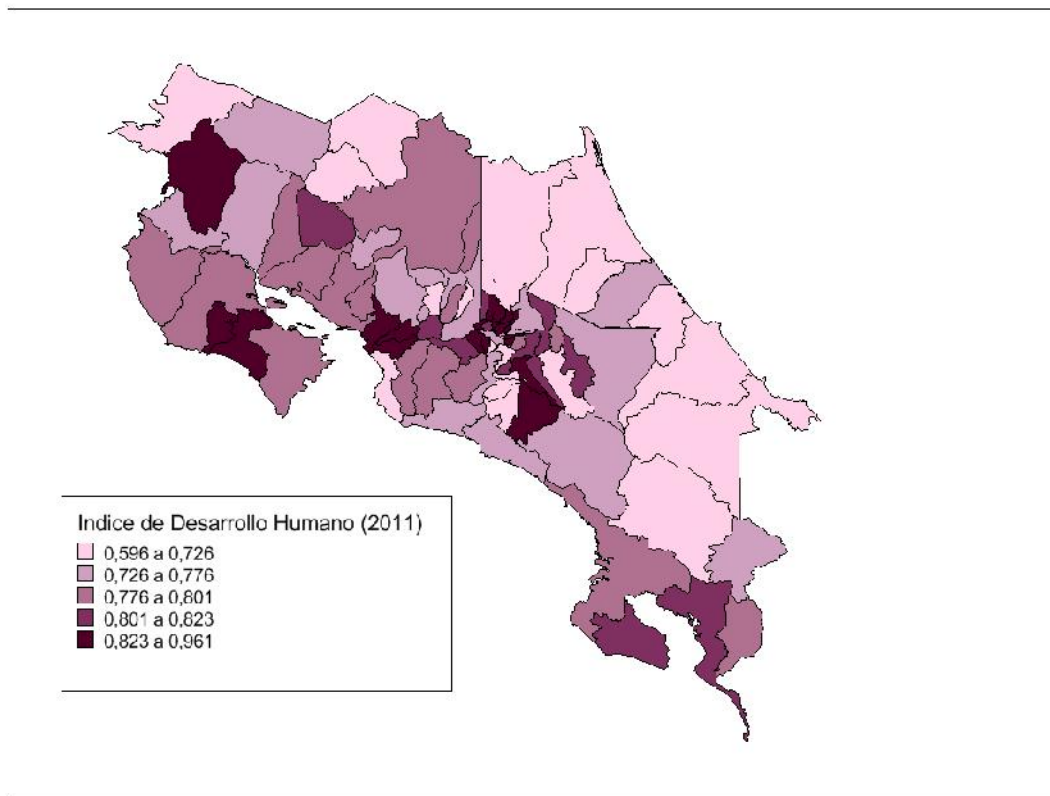 Indice de Desarrollo Humano (2011)
0,596 a 0,726
0,726 a 0,776
0,776 a 0,801
0,801 a 0,823
0,823 a 0,961